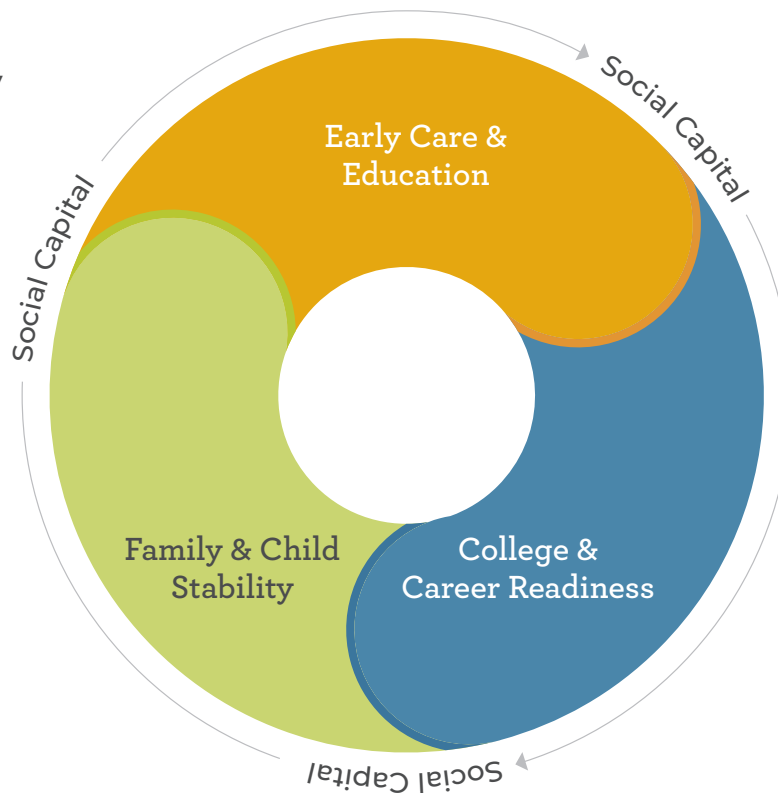 Social Capital
Early Care &
Education
Social Capital
Family & Child
Stability
College &
Career Readiness
Social Capital